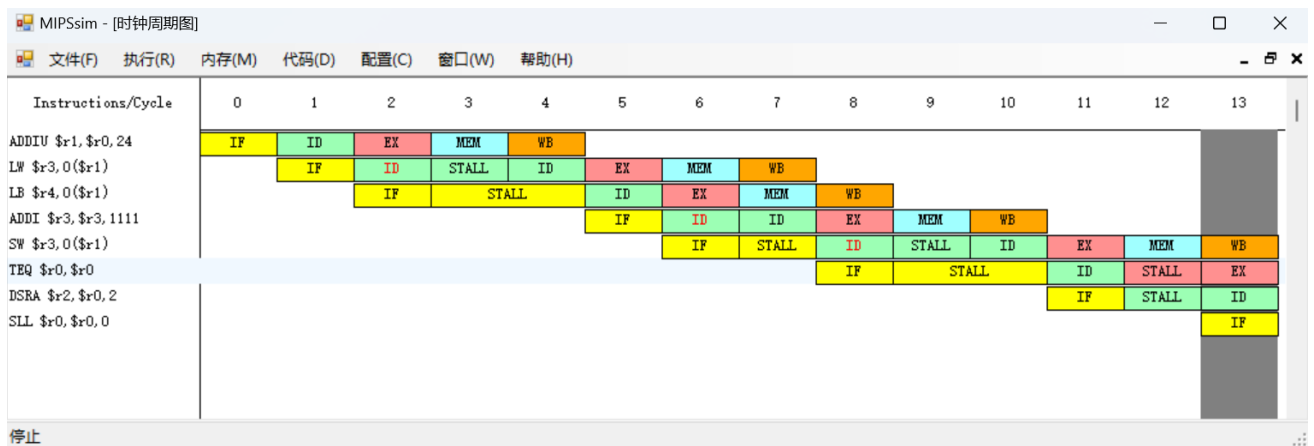 MIPSsim - [时钟周期图]
文件(F) 执行(R) 内存(M) 代码(D) 配置(C) 窗口(W) 帮助(H)
Instructions/Cycle 0 1 2 3 4 5 6 7 8 9 10 11 12 13
ADDIU $r1,$r0,24 IF ID EX MEM WB
LW $r3,0($r1) IF ID STALL ID EX MEM WB
LB $r4,0($r1) IF STALL ID EX MEM WB
ADDI $r3,$r3,1111 IF ID ID EX MEM WB
SW $r3,0($r1) IF STALL ID STALL ID EX MEM WB
TEQ $r0,$r0 IF STALL ID STALL EX
DSRA $r2,$r0,2 IF STALL ID
SLL $r0,$r0,0 IF
停止